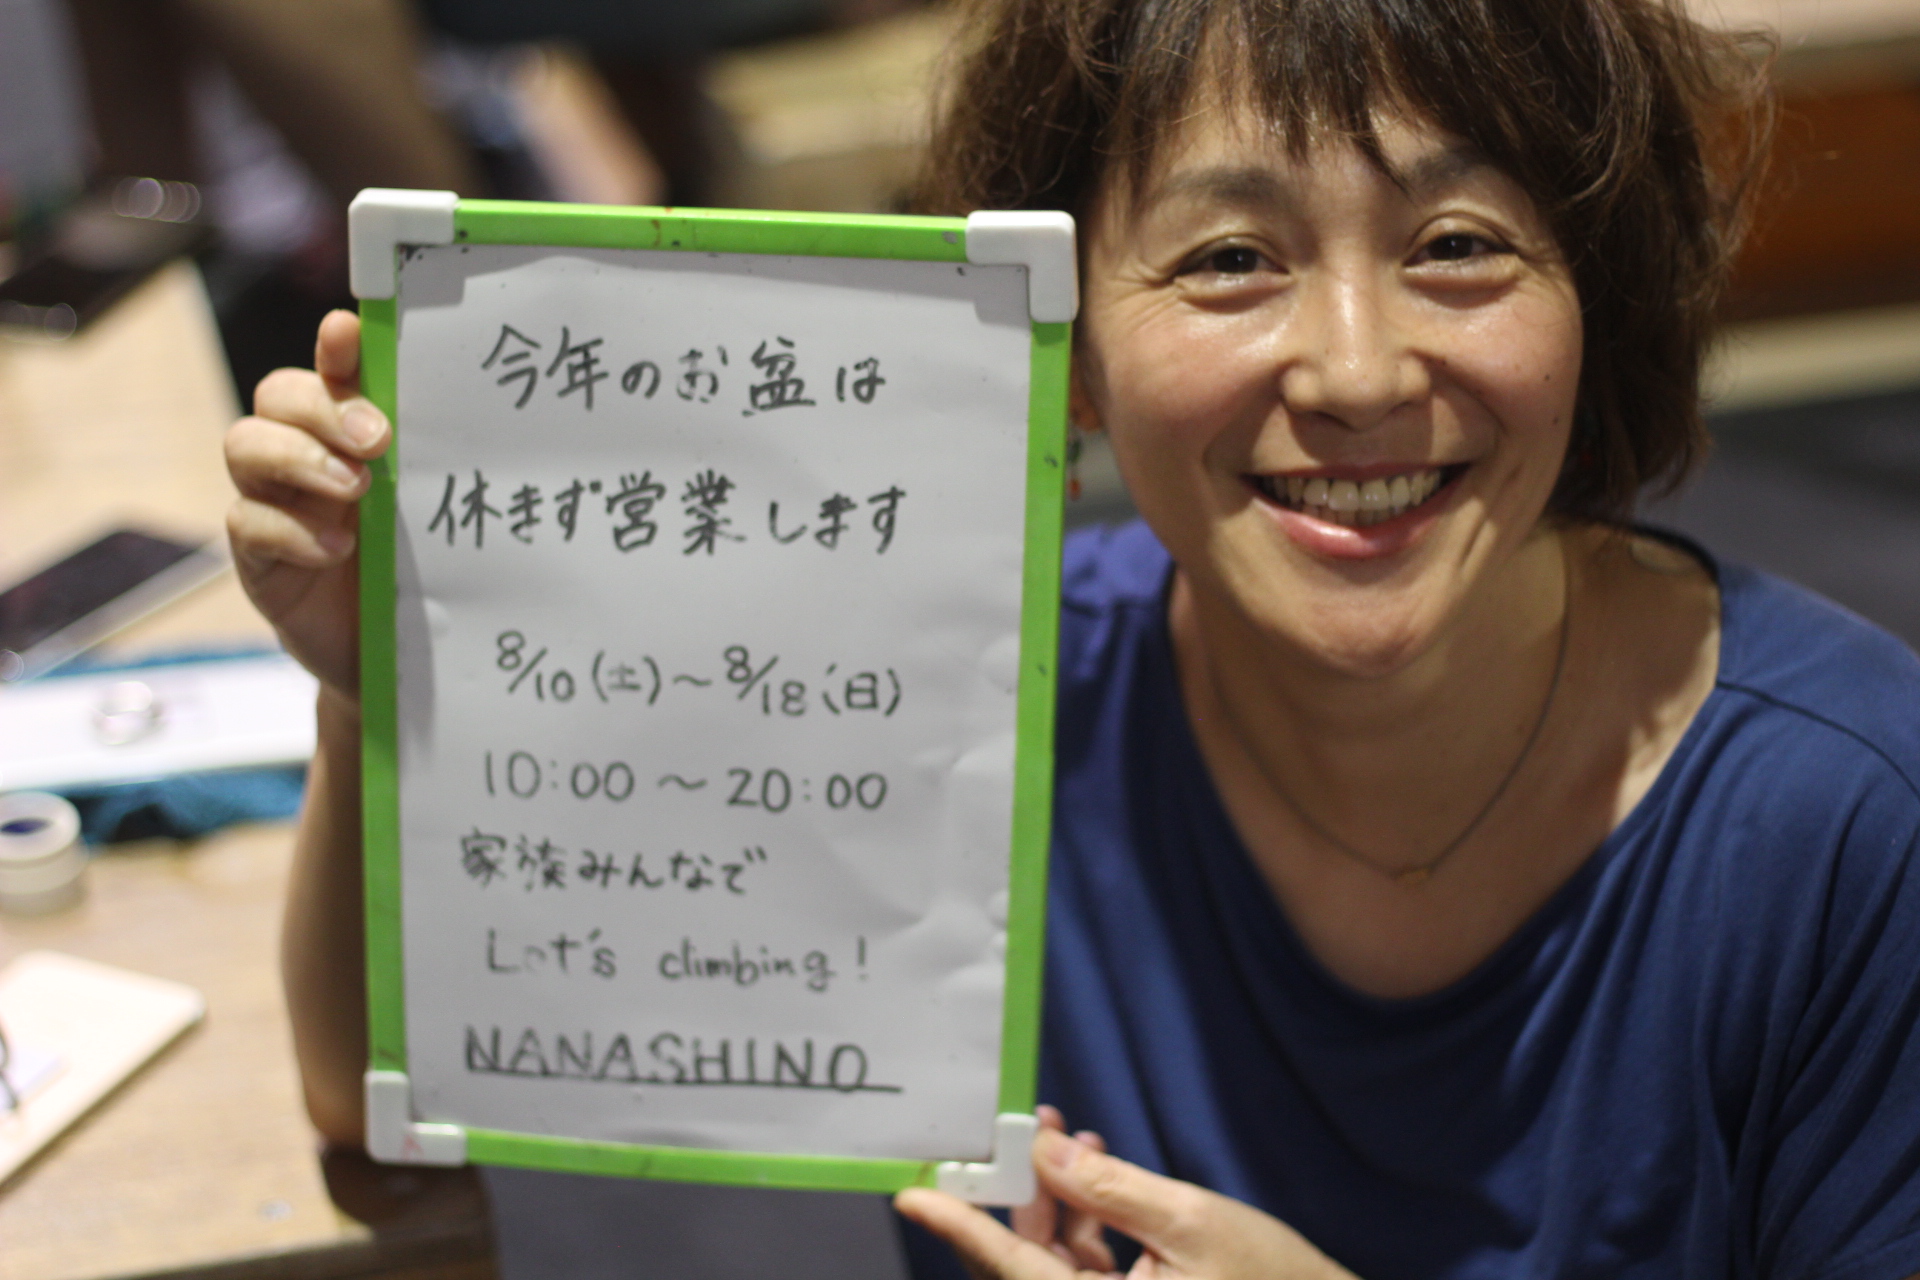 今年のお盆は
休まず営業します
8/10(土)〜8/18(日)
10:00〜20:00
家族みんなで
Let's climbing!
NANASHINO